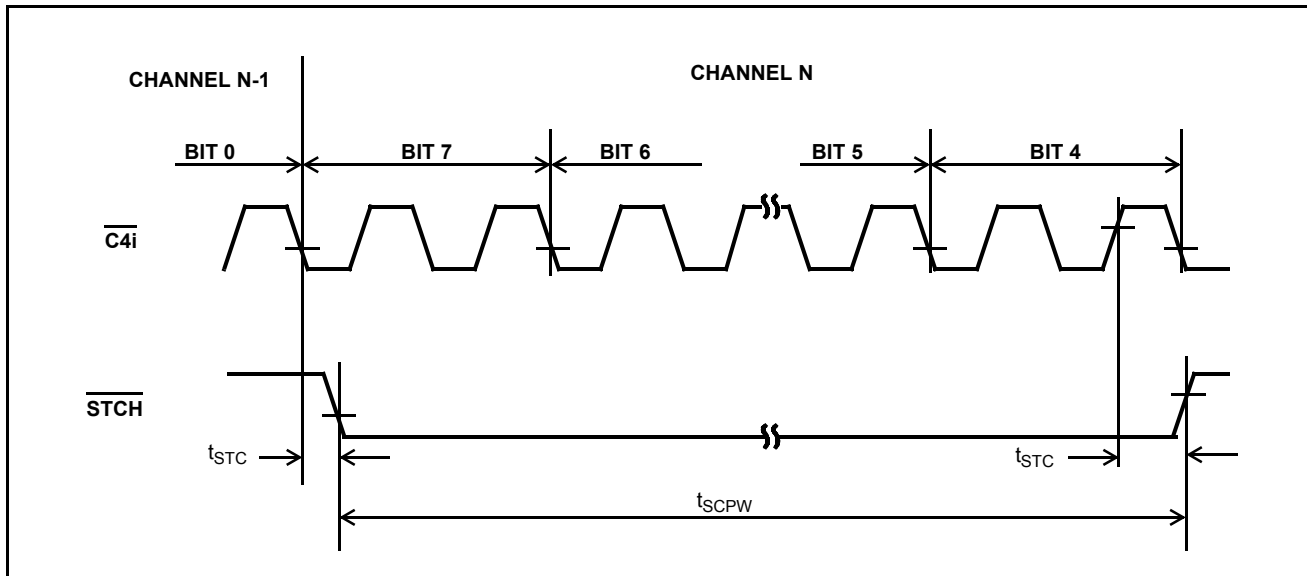 CHANNEL N-1
CHANNEL N
BIT 0
BIT 7
BIT 6
BIT 5
BIT 4
C4i
STCH
tSTC
tSTC
tSCPW